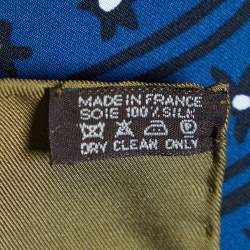 MADE IN FRANCE
SOIE 100% SILK
DRY CLEAN ONLY